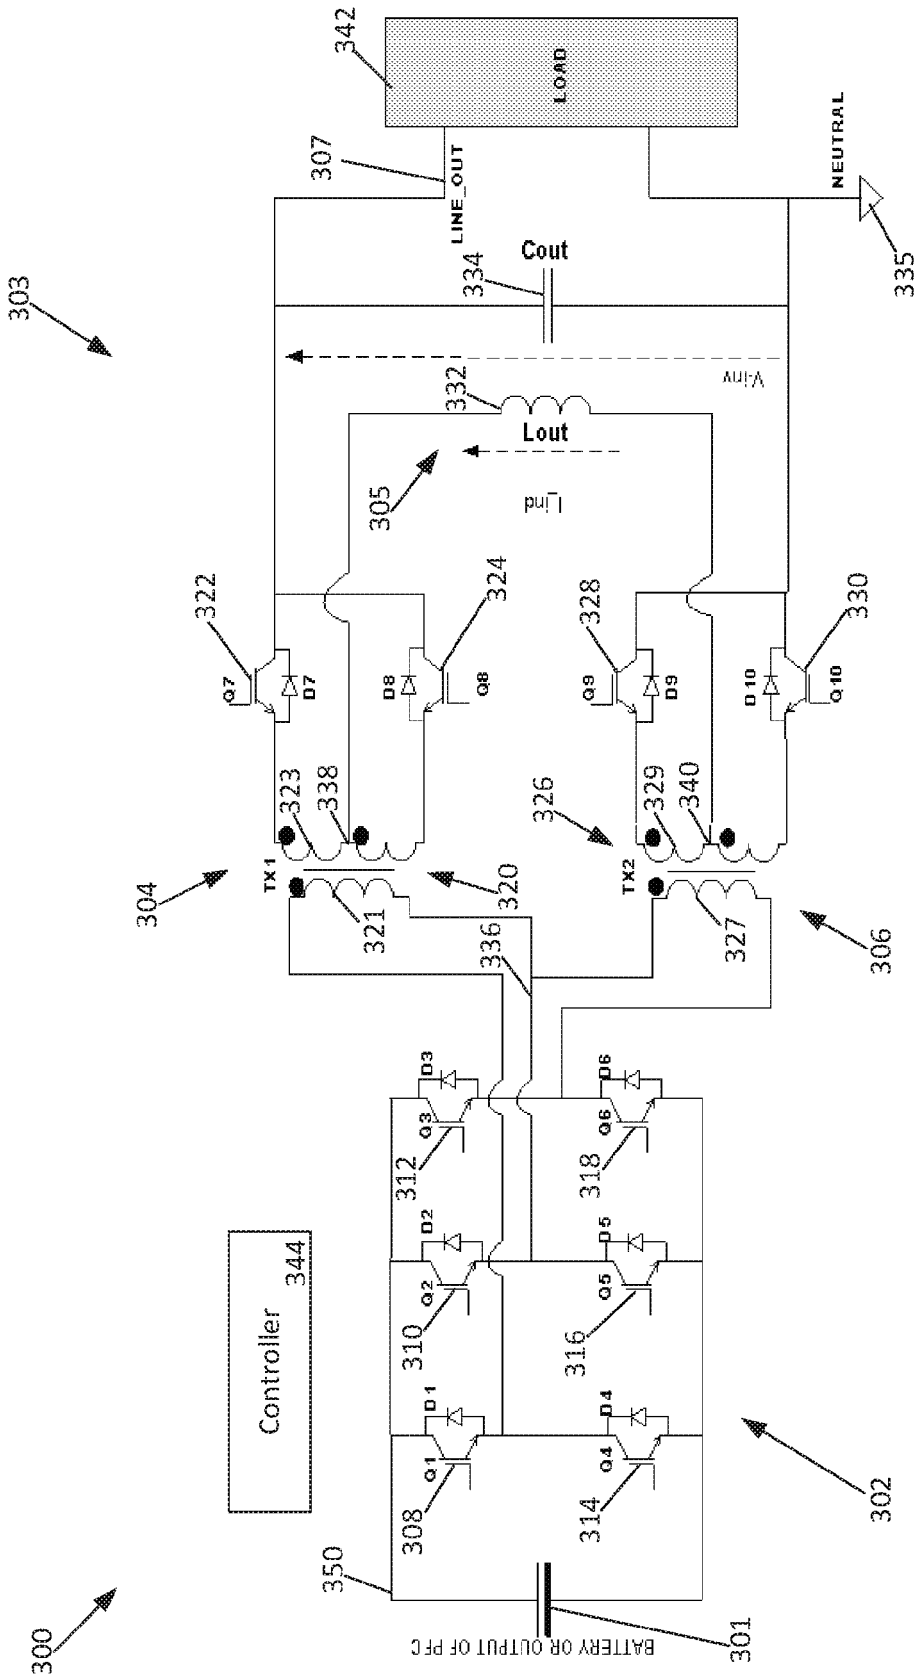 300
303
Controller
344
350
BATTERY OR OUTPUT OF PFC
301
302
Q1
D1
308
Q2
D2
310
Q3
D3
312
Q4
D4
314
Q5
D5
316
Q6
D6
318
336
304
TX1
321
323
338
320
306
TX2
326
327
329
340
322
Q7
D7
324
D8
Q8
328
Q9
D9
330
D10
Q10
305
332
Lout
I_ind
V-inv
334
Cout
307
LINE_OUT
342
LOAD
NEUTRAL
335